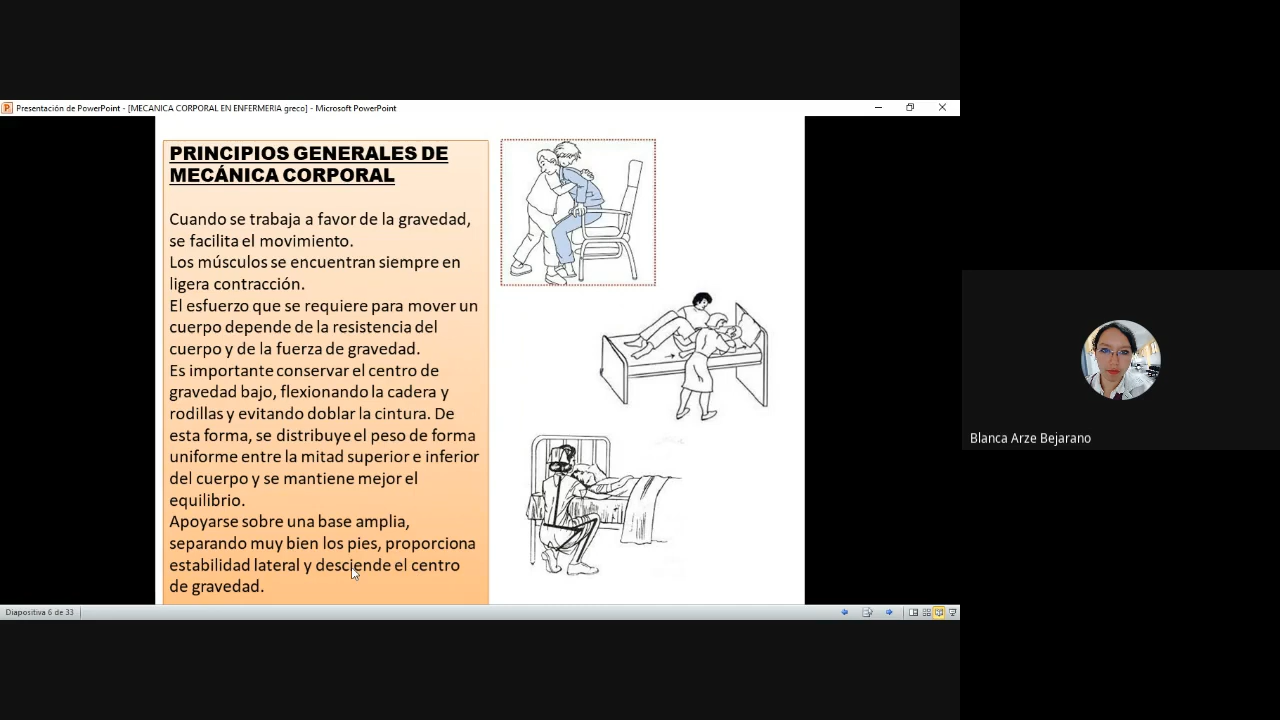 Presentación de PowerPoint - [MECANICA CORPORAL EN ENFERMERIA greco] - Microsoft PowerPoint
PRINCIPIOS GENERALES DE
MECÁNICA CORPORAL
Cuando se trabaja a favor de la gravedad,
se facilita el movimiento.
Los músculos se encuentran siempre en
ligera contracción.
El esfuerzo que se requiere para mover un
cuerpo depende de la resistencia del
cuerpo y de la fuerza de gravedad.
Es importante conservar el centro de
gravedad bajo, flexionando la cadera y
rodillas y evitando doblar la cintura. De
esta forma, se distribuye el peso de forma
uniforme entre la mitad superior e inferior
del cuerpo y se mantiene mejor el
equilibrio.
Apoyarse sobre una base amplia,
separando muy bien los pies, proporciona
estabilidad lateral y desciende el centro
de gravedad.
Blanca Arze Bejarano
Diapositiva 6 de 33